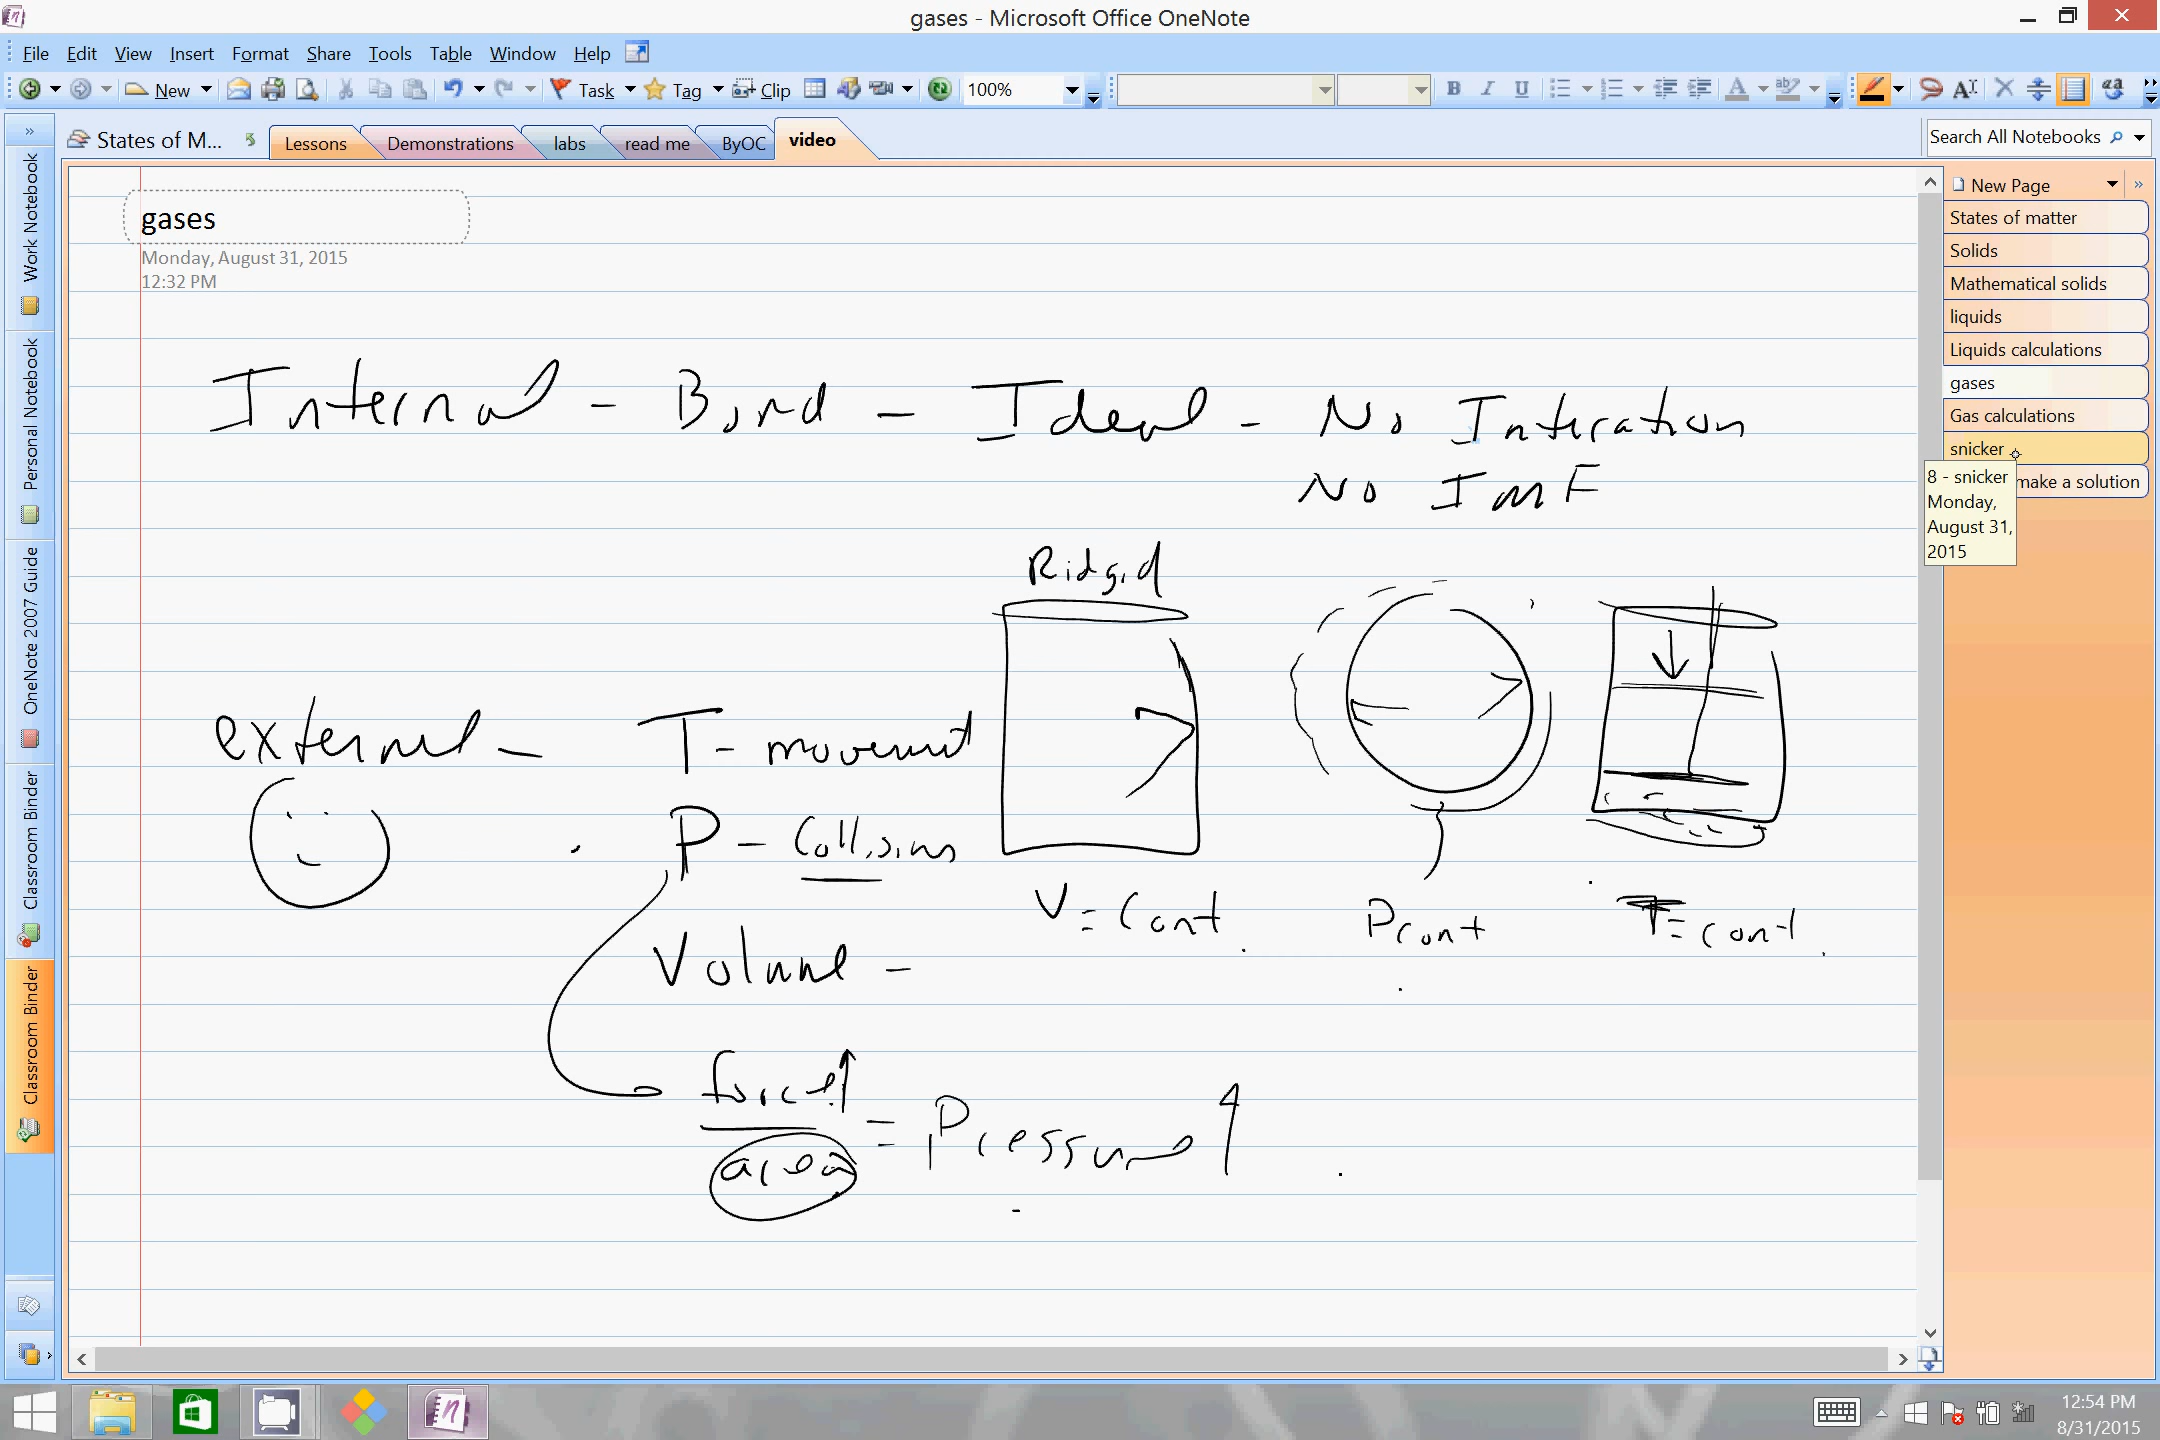 gases - Microsoft Office OneNote
File Edit View Insert Format Share Tools Table Window Help
New Task Tag Clip 100% B I U
States of M... Lessons Demonstrations labs read me ByOC video
Search All Notebooks
Work Notebook
Personal Notebook
OneNote 2007 Guide
Classroom Binder
Classroom Binder
gases
Monday, August 31, 2015
12:32 PM
Internal - Bond - Ideal - No Interation
No IMF
Ridgid
external - T - movement
P - Collisions
V = Cont.
P cont
T = cont.
Volume -
force
area
= Pressure
New Page
States of matter
Solids
Mathematical solids
liquids
Liquids calculations
gases
Gas calculations
snicker
make a solution
8 - snicker
Monday,
August 31,
2015
12:54 PM
8/31/2015